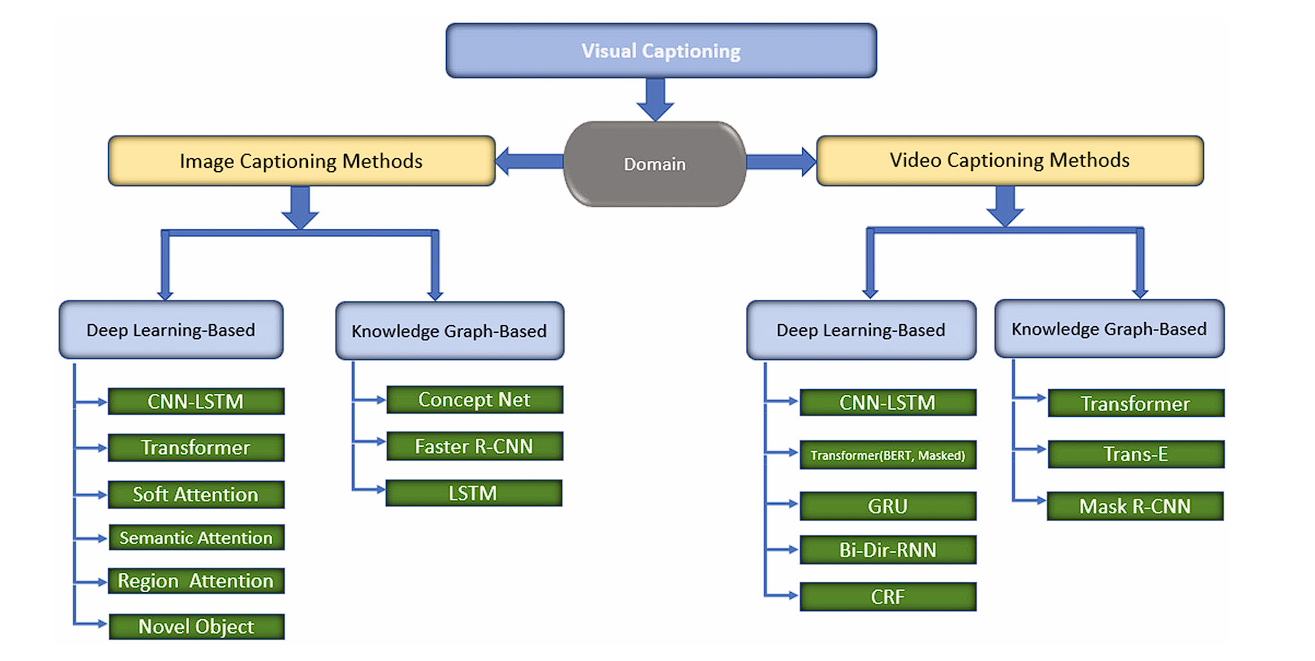 Visual Captioning
Domain
Image Captioning Methods
Video Captioning Methods
Deep Learning-Based
CNN-LSTM
Transformer
Soft Attention
Semantic Attention
Region Attention
Novel Object
Knowledge Graph-Based
Concept Net
Faster R-CNN
LSTM
Deep Learning-Based
CNN-LSTM
Transformer(BERT, Masked)
GRU
Bi-Dir-RNN
CRF
Knowledge Graph-Based
Transformer
Trans-E
Mask R-CNN